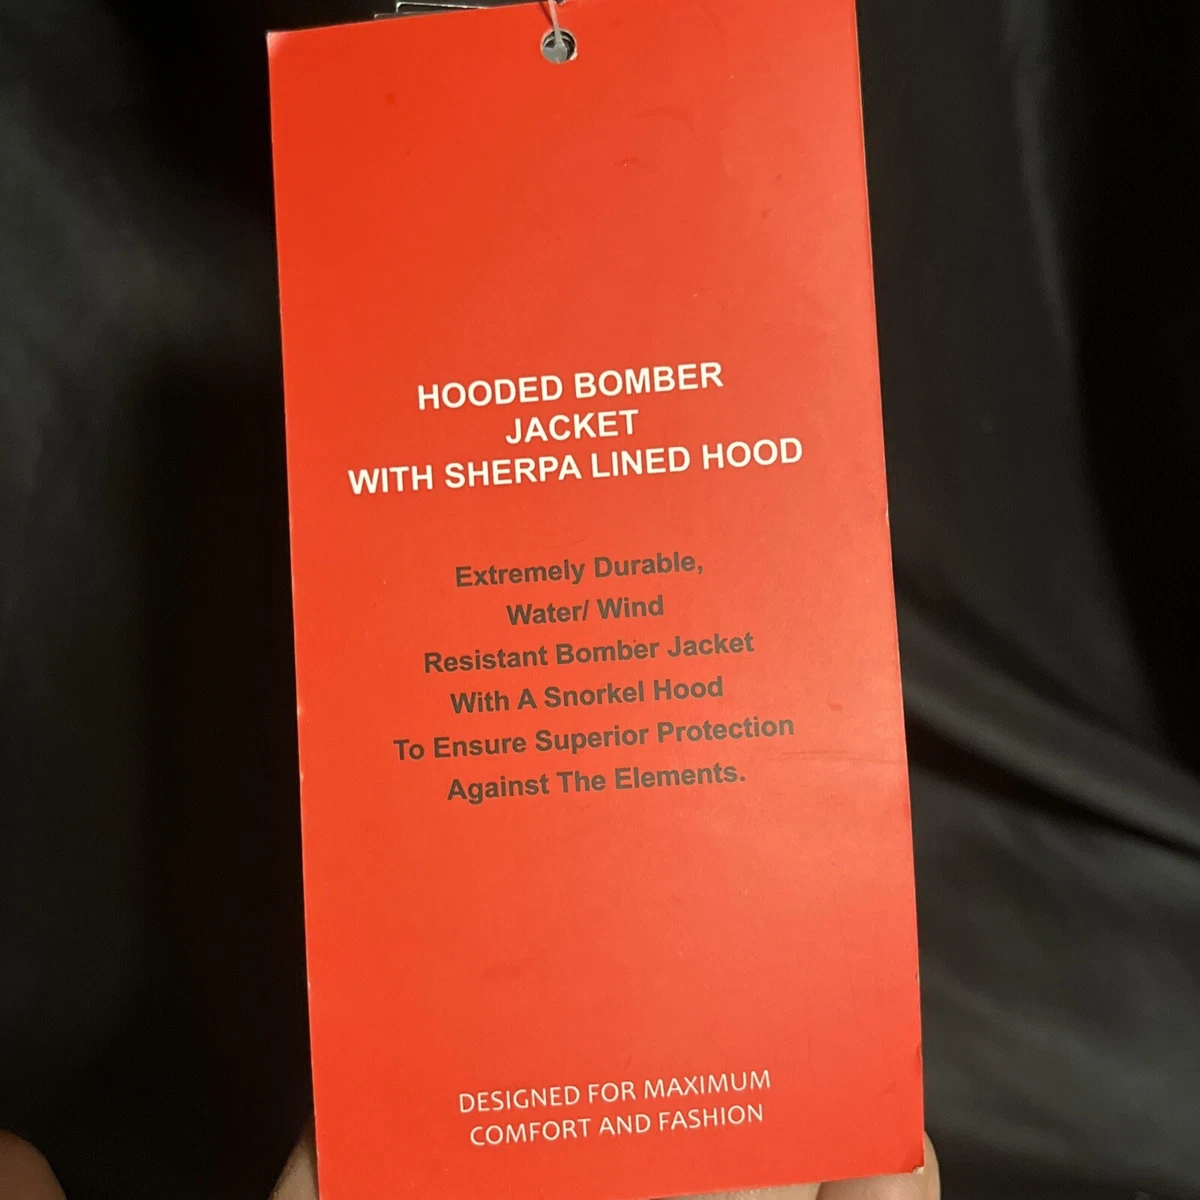 HOODED BOMBER
JACKET
WITH SHERPA LINED HOOD
Extremely Durable,
Water/ Wind
Resistant Bomber Jacket
With A Snorkel Hood
To Ensure Superior Protection
Against The Elements.
DESIGNED FOR MAXIMUM
COMFORT AND FASHION